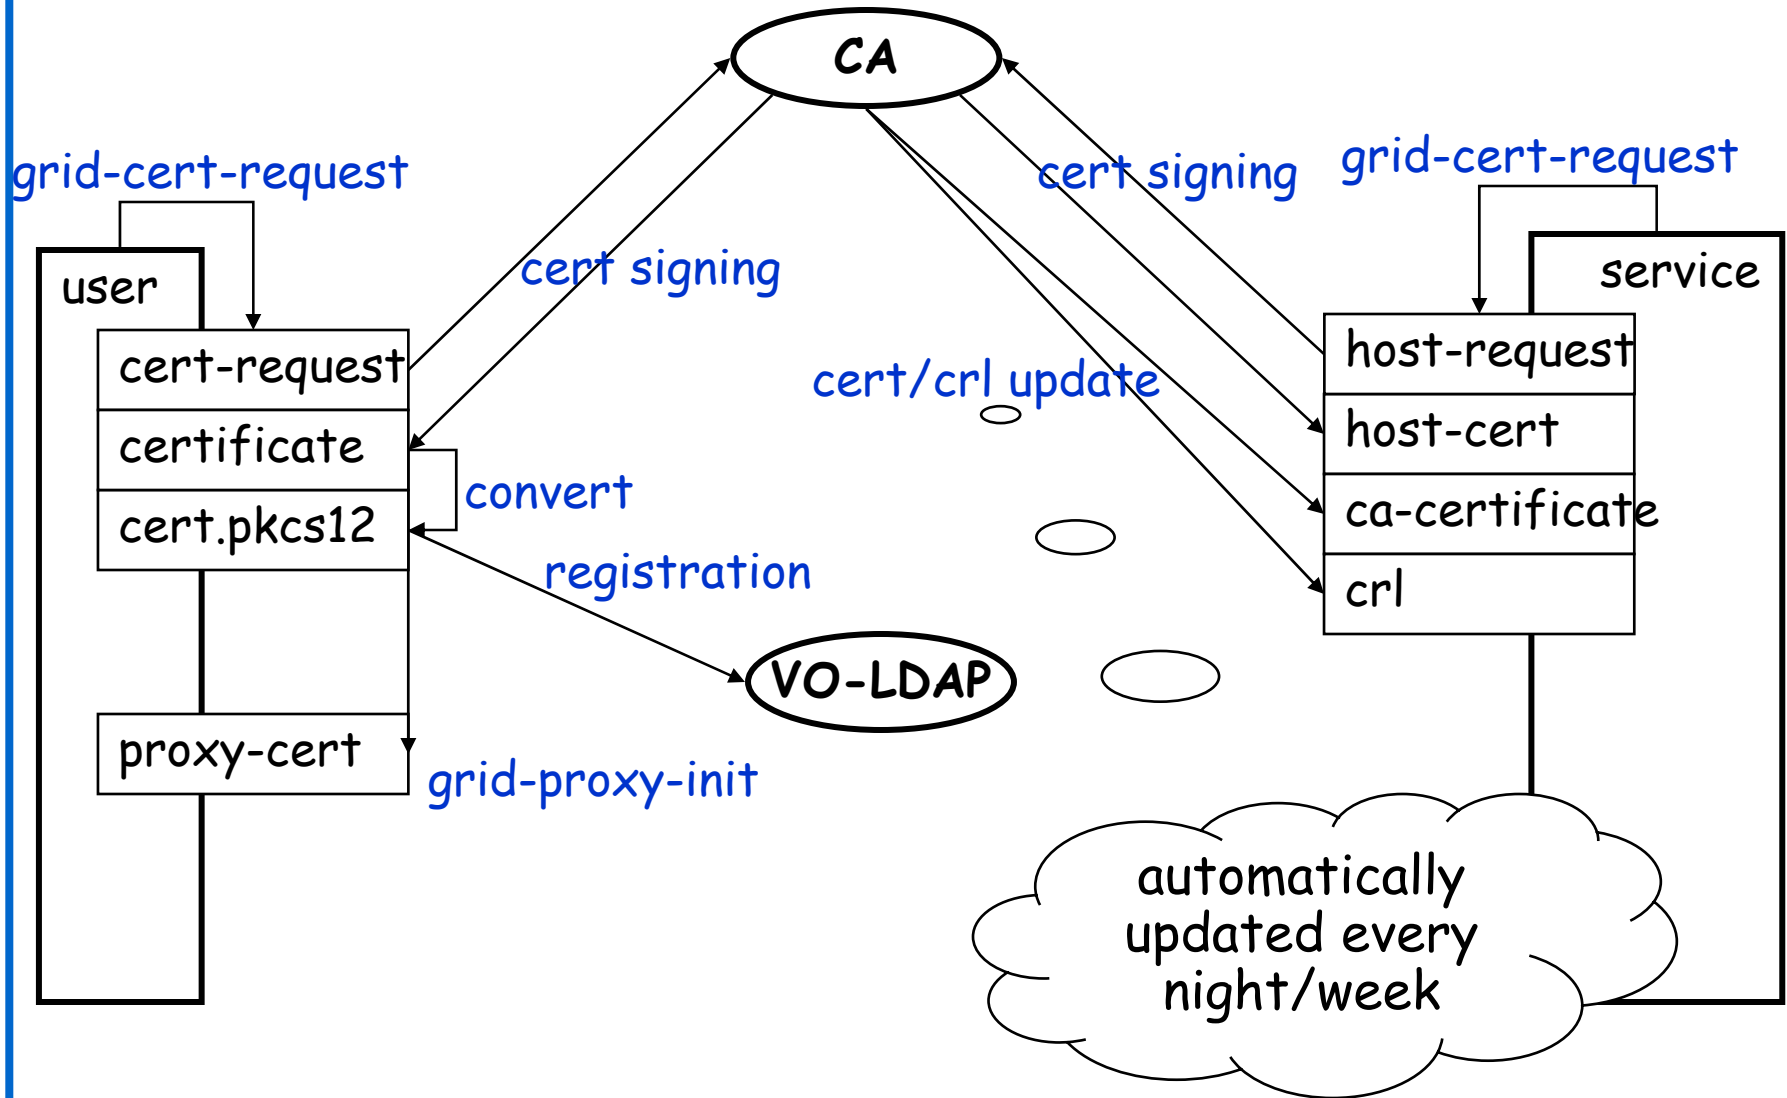 CA
grid-cert-request
cert signing
grid-cert-request
user
cert signing
service
cert-request
host-request
cert/crl update
certificate
host-cert
convert
cert.pkcs12
ca-certificate
registration
crl
VO-LDAP
proxy-cert
grid-proxy-init
automatically
updated every
night/week